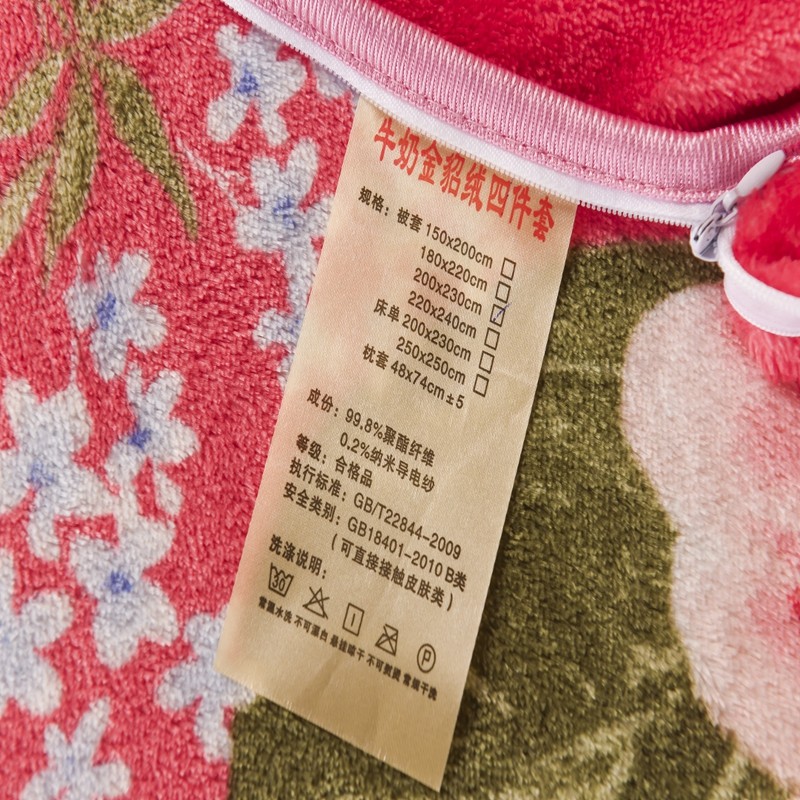 牛奶金貂绒四件套
规格：被套 150x200cm □
180x220cm □
200x230cm ☑
220x240cm □
床单 200x230cm □
250x250cm □
枕套 48x74cm±5
成份：99.8%聚酯纤维
0.2%纳米导电纱
等级：合格品
执行标准：GB/T22844-2009
安全类别：GB18401-2010 B类
（可直接接触皮肤类）
洗涤说明：
30 P
常温水洗 不可漂白 悬挂晾干 不可熨烫 常规干洗